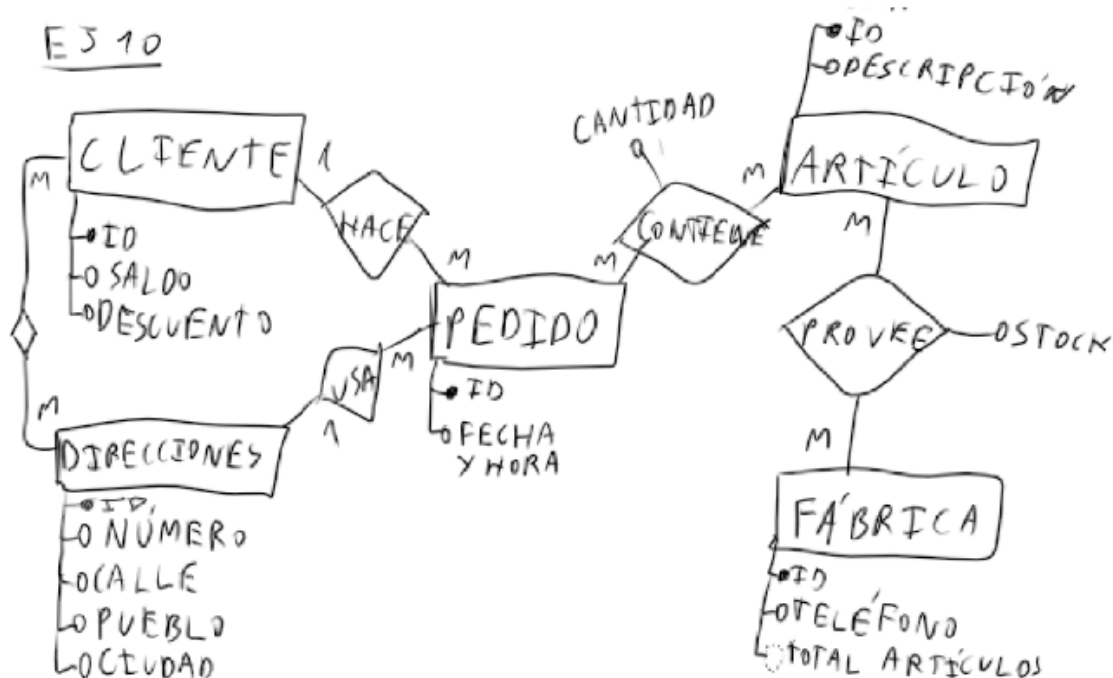 EJ 10
CLIENTE
1
M
ID
SALDO
DESCUENTO
HACE
M
PEDIDO
ID
FECHA
Y HORA
M
USA
1
M
DIRECCIONES
ID
NÚMERO
CALLE
PUEBLO
CIUDAD
CANTIDAD
M
CONTIENE
M
ID
DESCRIPCIÓN
ARTÍCULO
M
PROVEE
STOCK
M
FÁBRICA
ID
TELÉFONO
TOTAL ARTÍCULOS